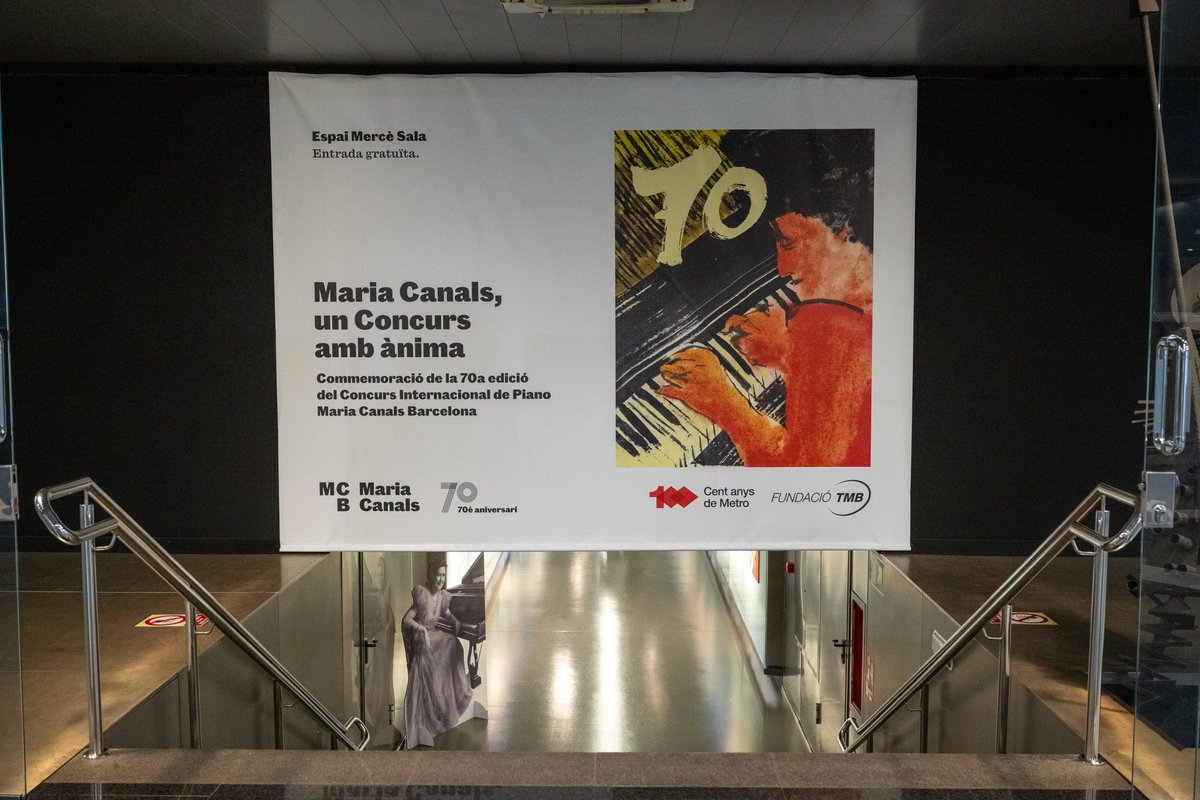 Espai Mercè Sala
Entrada gratuïta.
70
Maria Canals,
un Concurs
amb ànima
Commemoració de la 70a edició
del Concurs Internacional de Piano
Maria Canals Barcelona
MC
B
Maria
Canals
70
70è aniversari
100
Cent anys
de Metro
FUNDACIÓ TMB